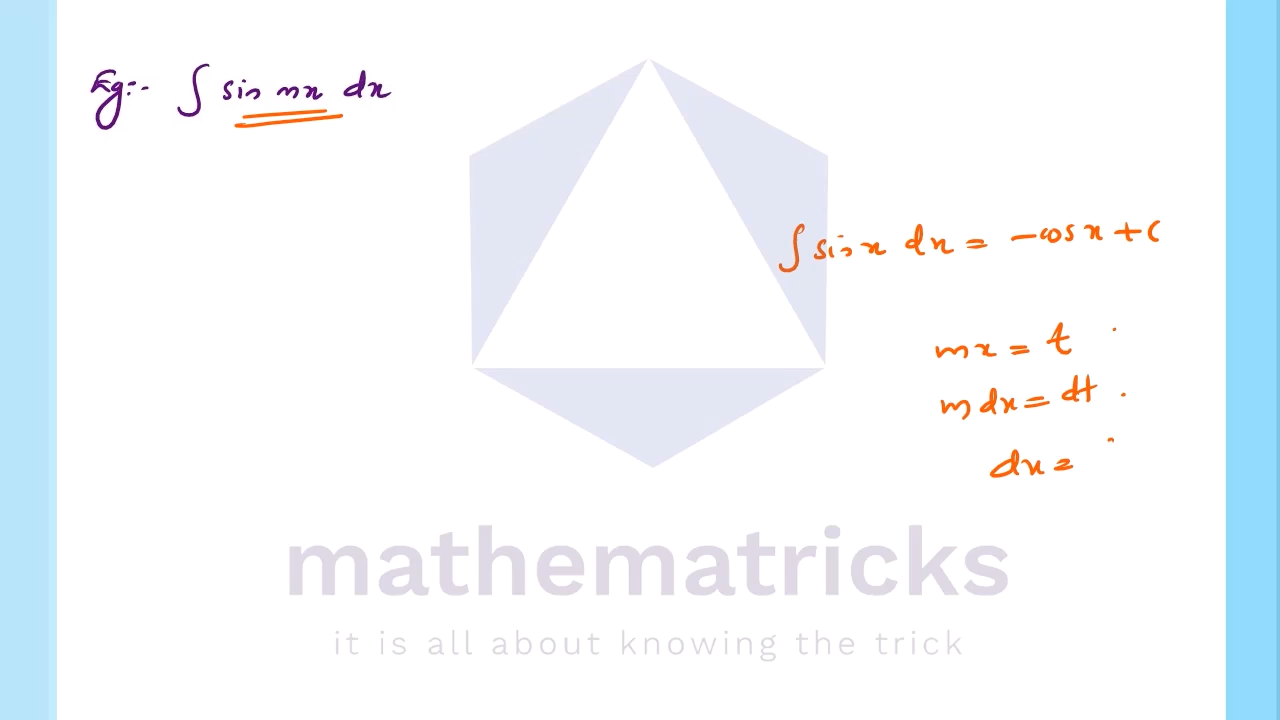 Eg:- ∫ sin mx dx
∫ sin x dx = -cos x + c
mx = t
m dx = dt
dx =
mathematricks
it is all about knowing the trick